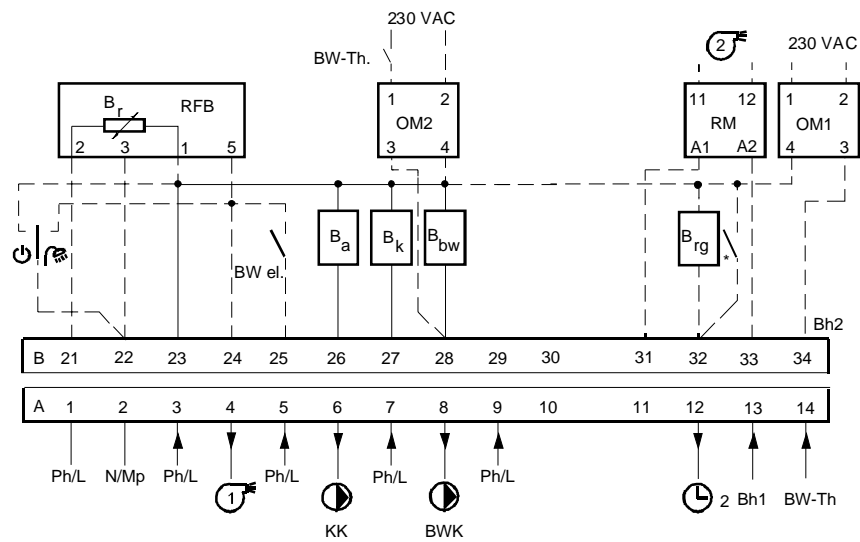 230 VAC
2
230 VAC
BW-Th.
B r RFB
2 3 1 5
1 2
OM2
3 4
11 12
RM
A1 A2
1 2
OM1
4 3
BW el.
B a
B k
B bw
B rg
*
Bh2
B 21 22 23 24 25 26 27 28 29 30 31 32 33 34
A 1 2 3 4 5 6 7 8 9 10 11 12 13 14
Ph/L N/Mp Ph/L 1 Ph/L Ph/L Ph/L 2 Bh1 BW-Th
KK BWK